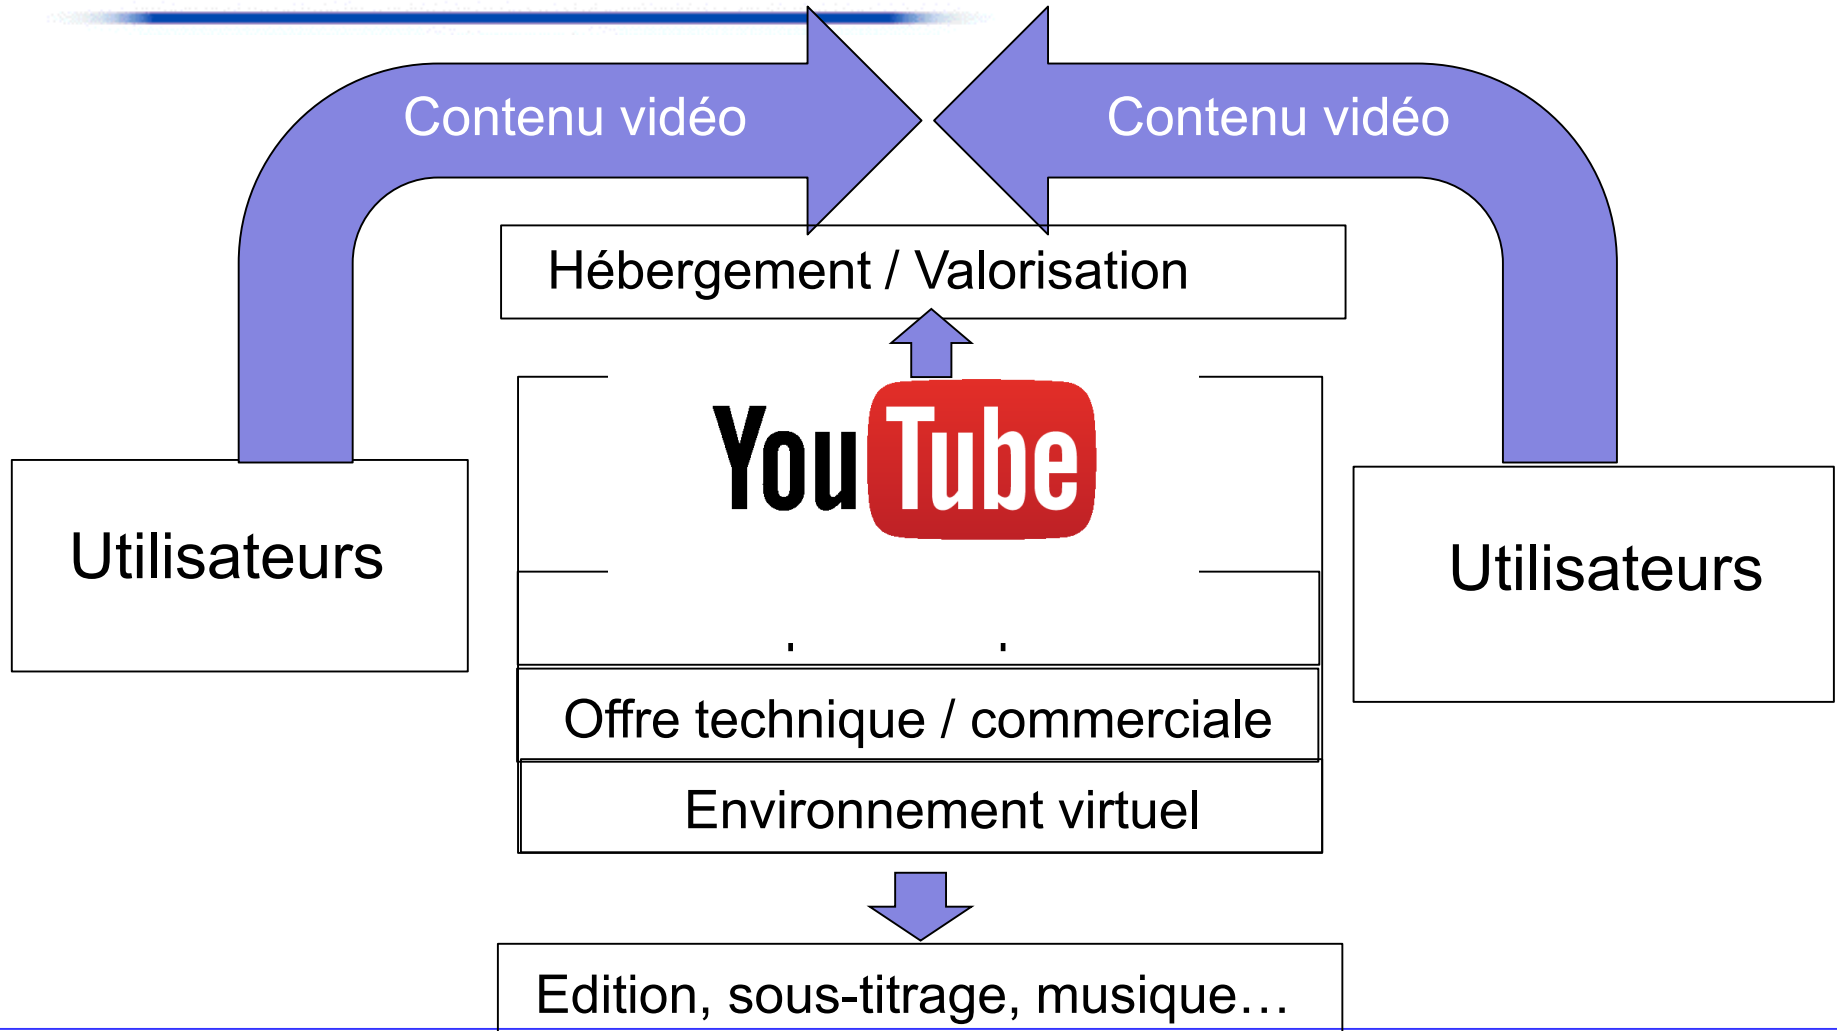 Contenu vidéo
Contenu vidéo
Hébergement / Valorisation
YouTube
Utilisateurs
Utilisateurs
Offre technique / commerciale
Environnement virtuel
Edition, sous-titrage, musique…